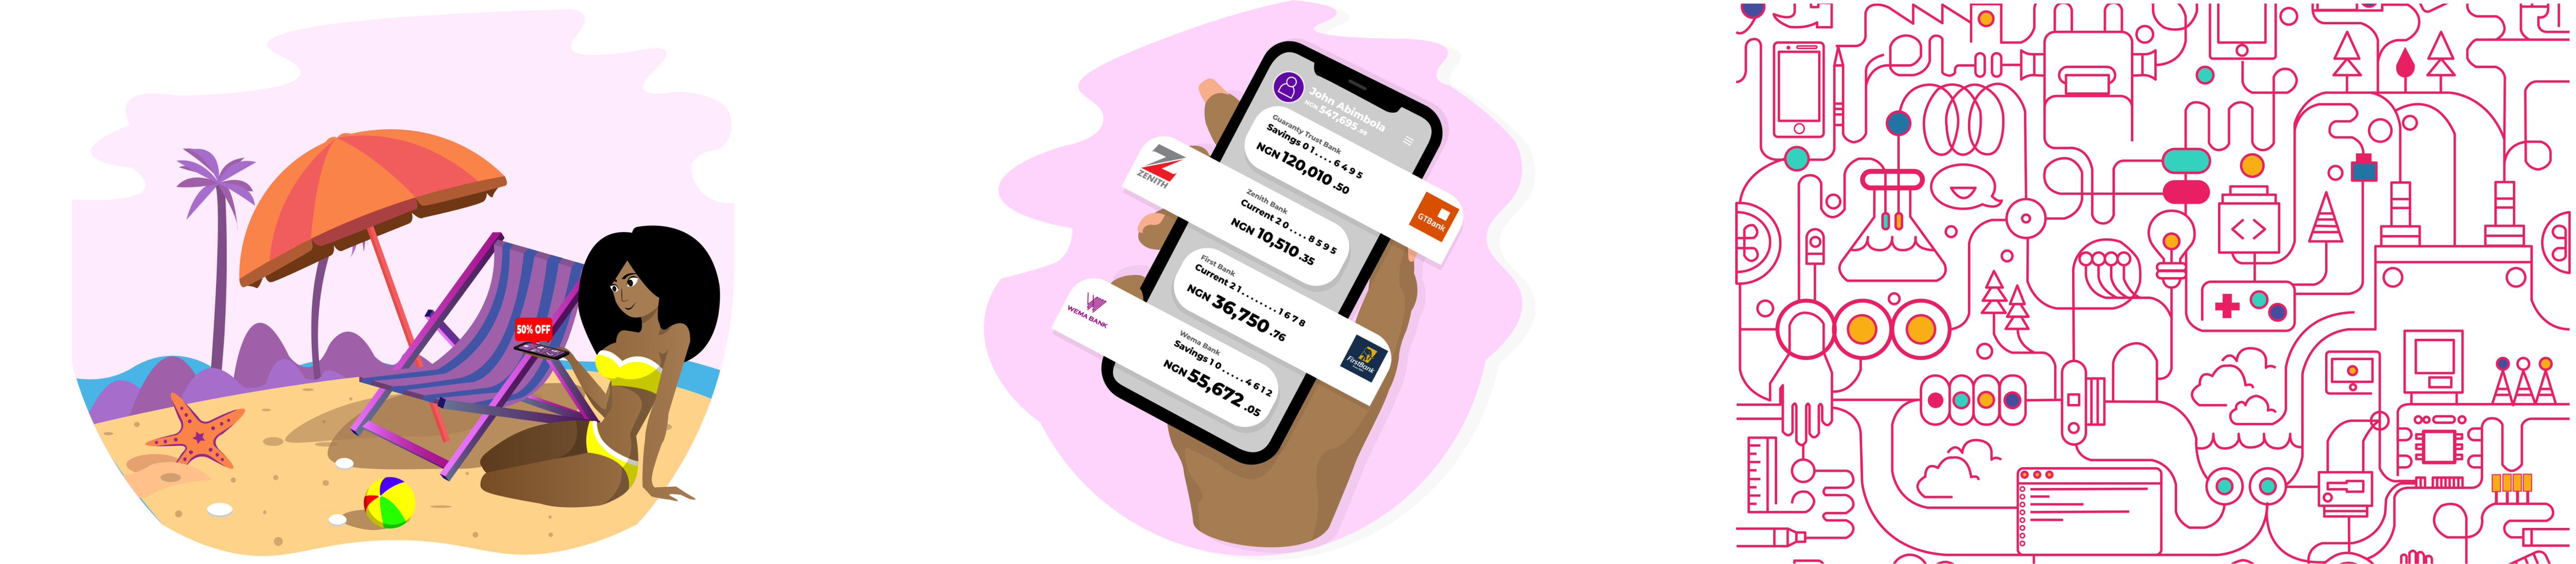 50% OFF
John Abimbola
NGN 547,695.95
Guaranty Trust Bank
Savings 01....6495
NGN 120,010.50
GTBank
ZENITH
Zenith Bank
Current 20....8595
NGN 10,510.35
First Bank
Current 21........1678
NGN 36,750.76
FirstBank
WEMA BANK
Wema Bank
Savings 10.....4612
NGN 55,672.05
< >